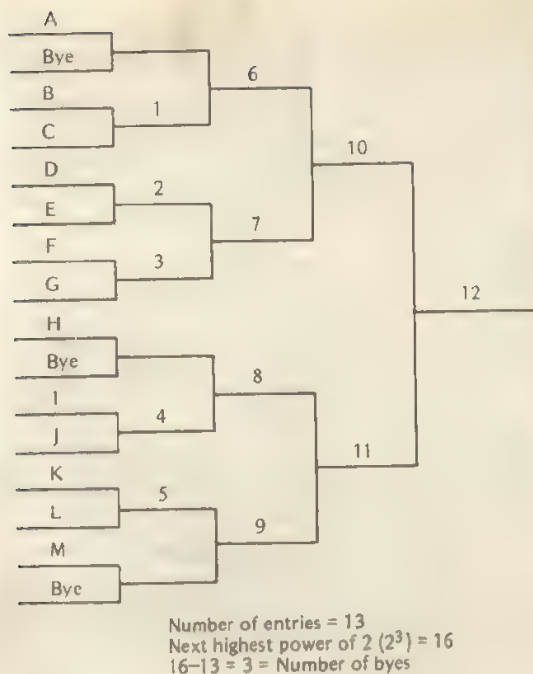 A
Bye
6
B
1
C
10
D
2
E
7
F
3
G
12
H
Bye
8
I
4
J
11
K
5
L
9
M
Bye
Number of entries = 13
Next highest power of 2 (2³) = 16
16–13 = 3 = Number of byes